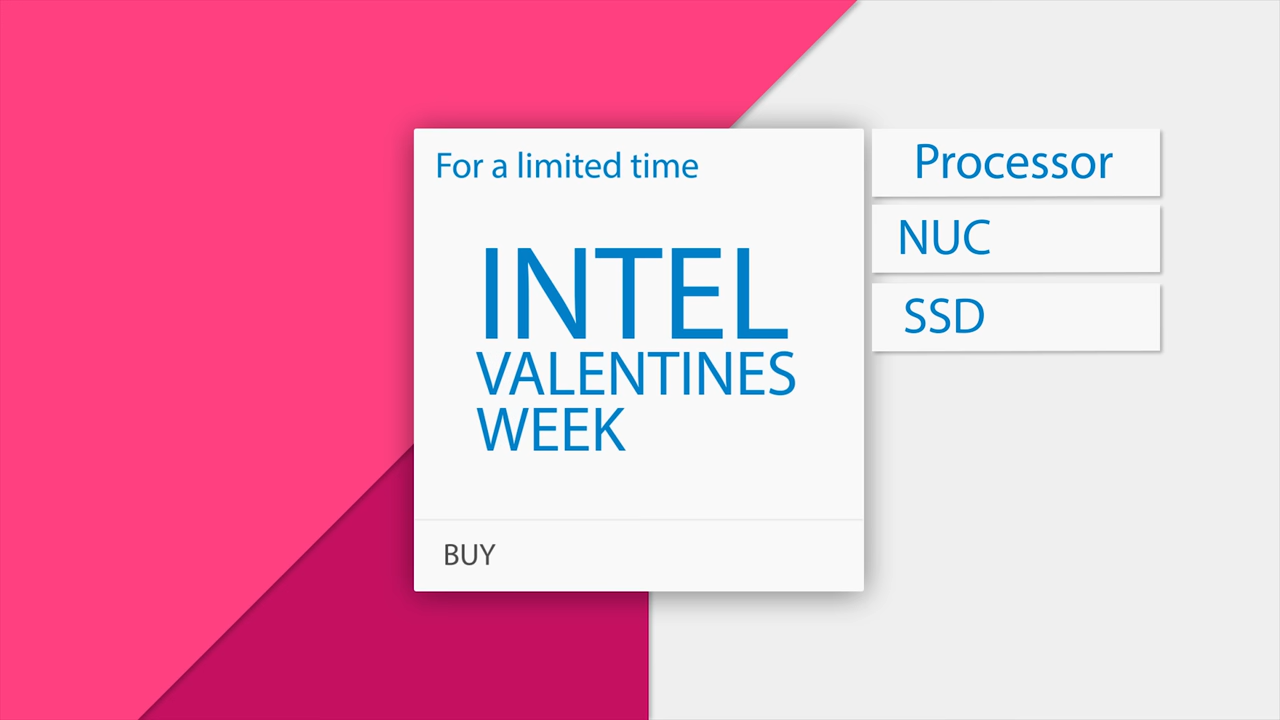 For a limited time
INTEL
VALENTINES
WEEK
BUY
Processor
NUC
SSD